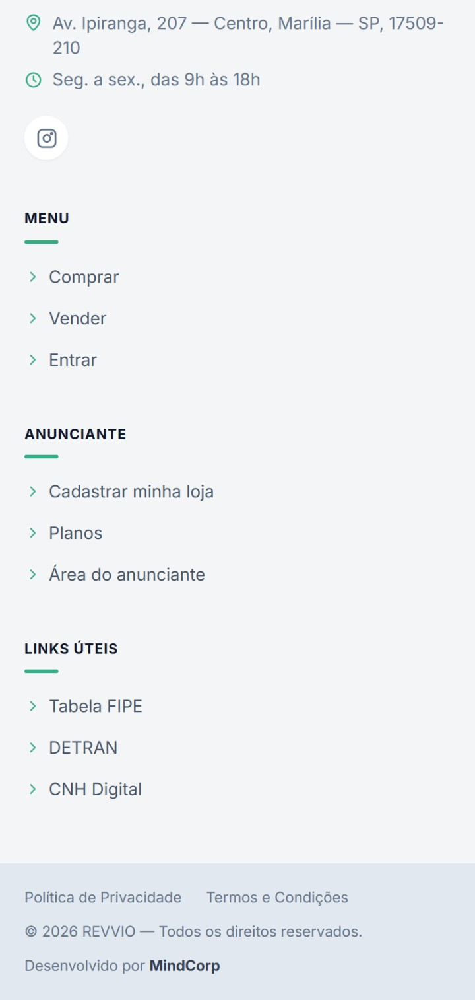 Av. Ipiranga, 207 — Centro, Marília — SP, 17509-
210
Seg. a sex., das 9h às 18h
MENU
Comprar
Vender
Entrar
ANUNCIANTE
Cadastrar minha loja
Planos
Área do anunciante
LINKS ÚTEIS
Tabela FIPE
DETRAN
CNH Digital
Política de Privacidade Termos e Condições
© 2026 REVVIO — Todos os direitos reservados.
Desenvolvido por MindCorp